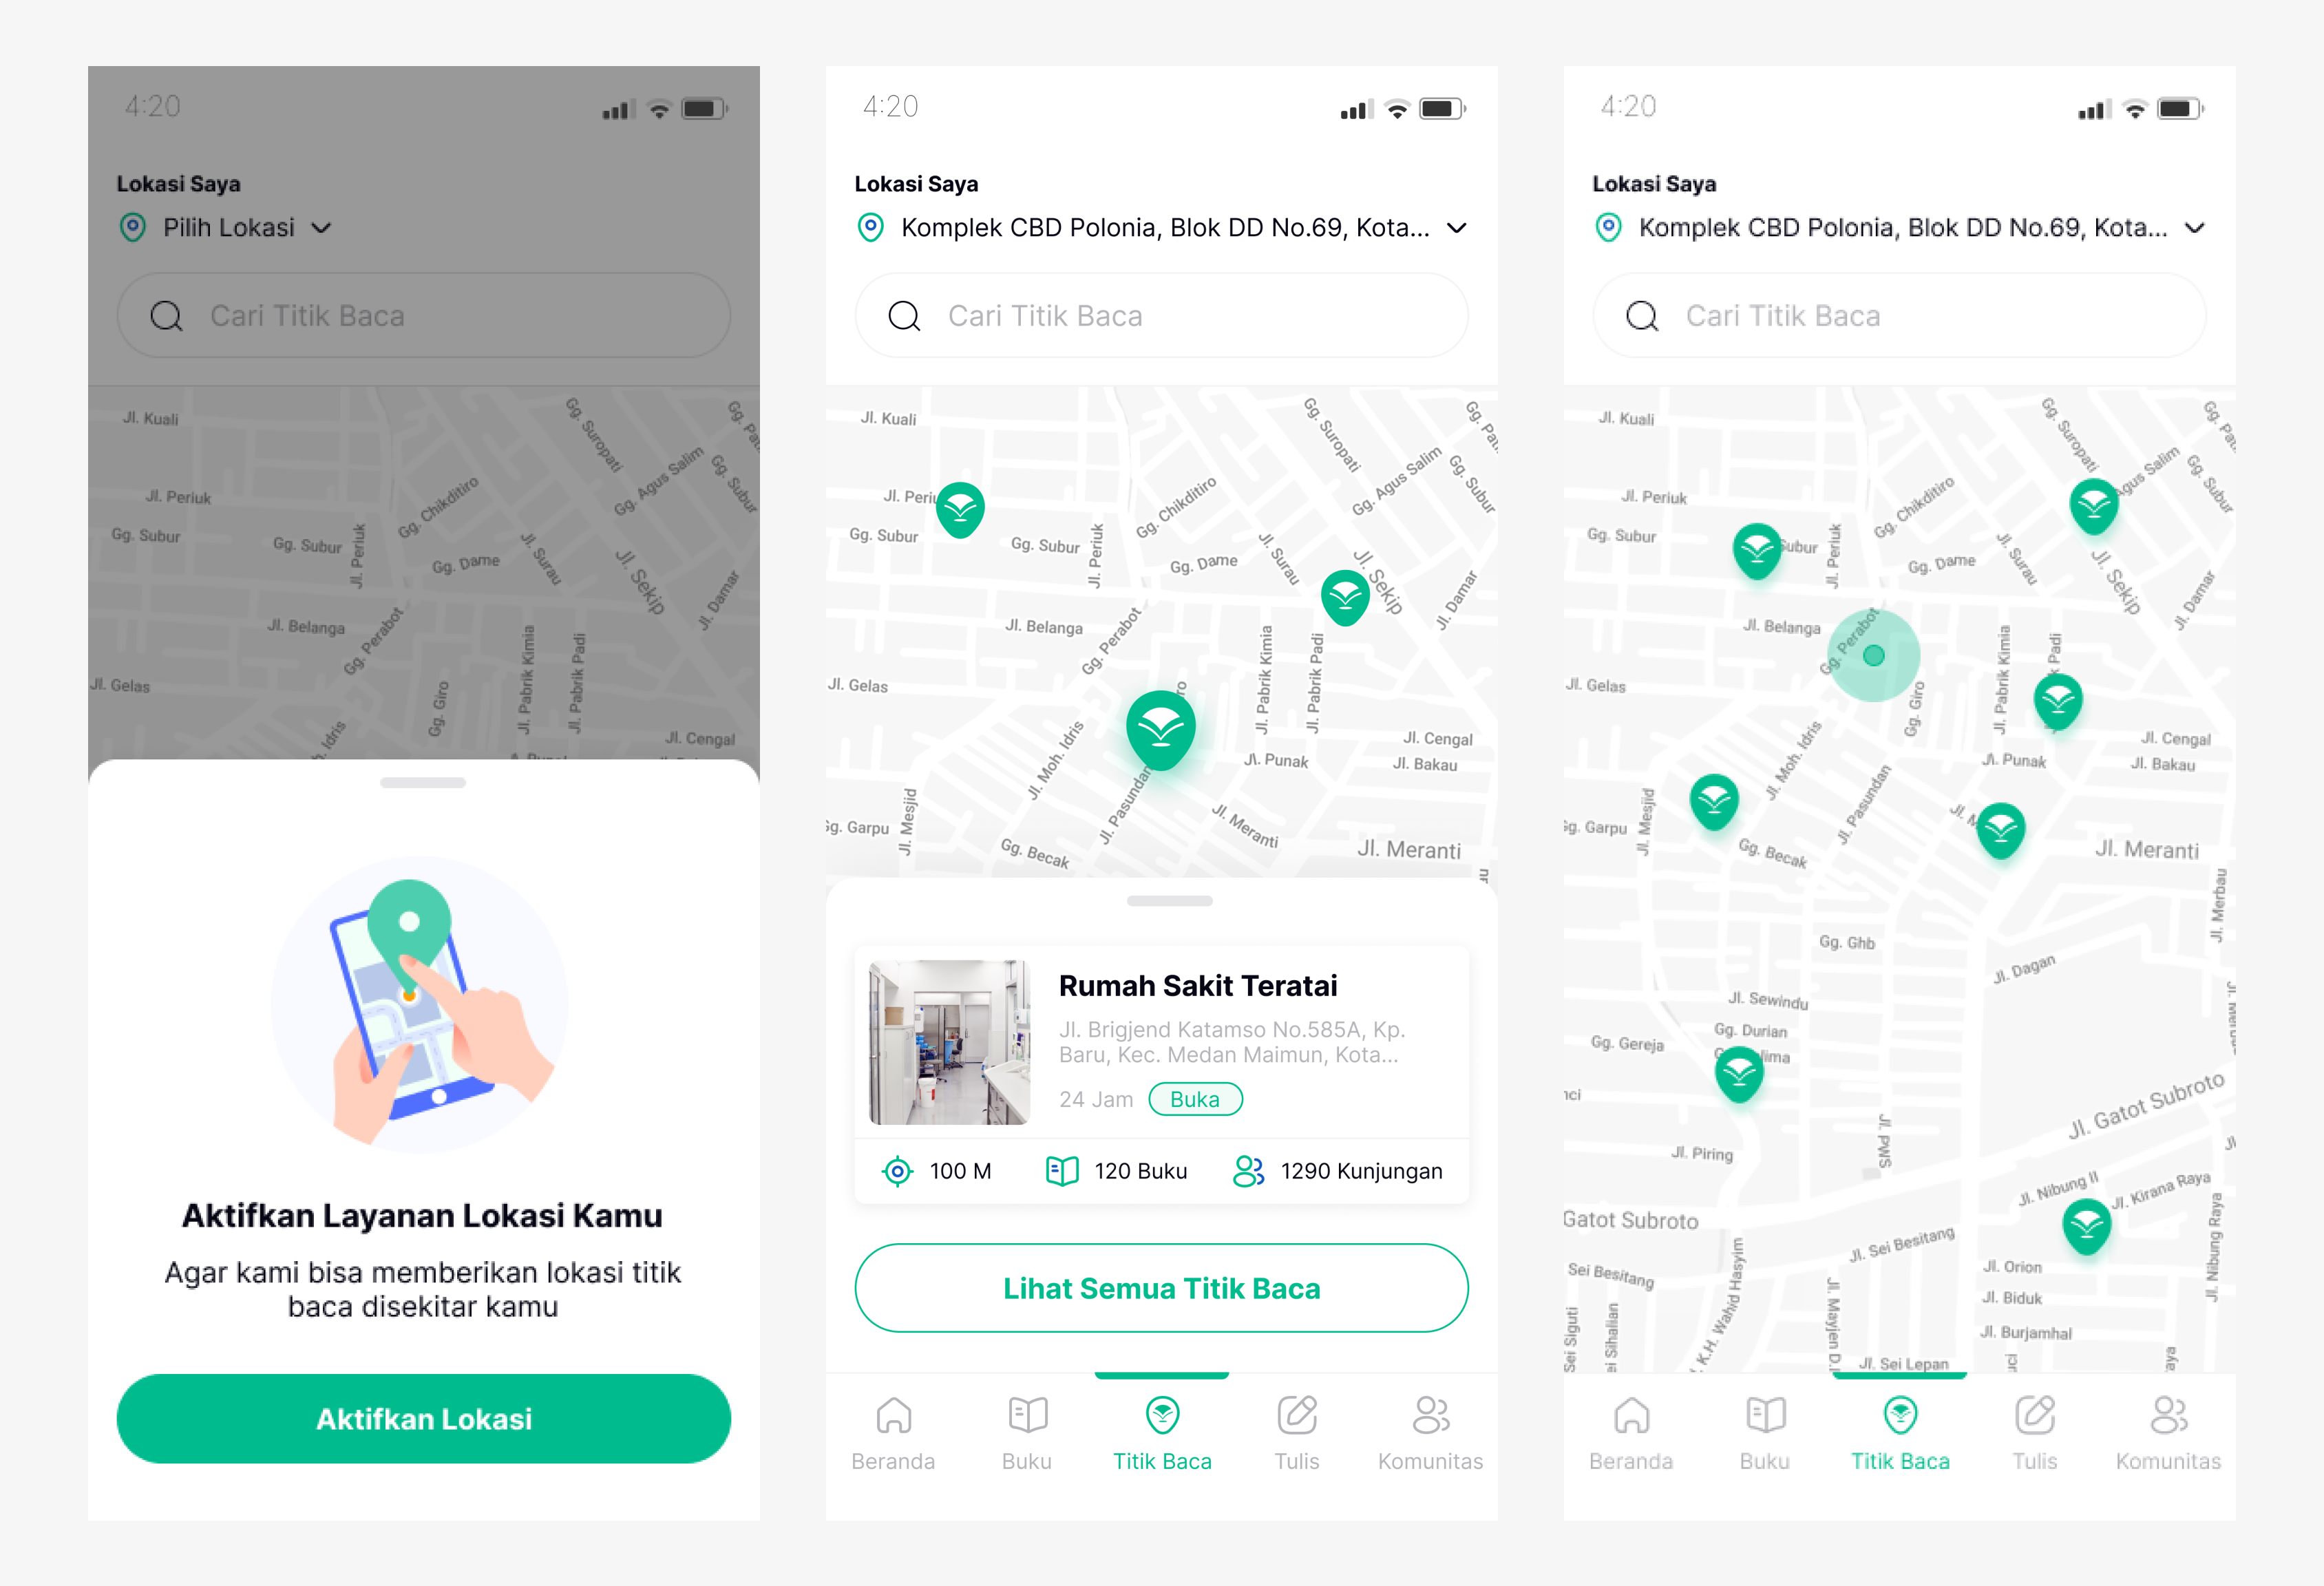 4:20
Lokasi Saya
Pilih Lokasi
Cari Titik Baca
Jl. Kuali
Gg. Suropati
Jl. Periuk
Gg. Chikditiro
Gg. Agus Salim
Gg. Subur
Gg. Subur
Gg. Subur
Jl. Periuk
Gg. Dame
Jl. Surau
Jl. Sekip
Jl. Damar
Jl. Belanga
Gg. Perabot
Jl. Pabrik Kimia
Jl. Pabrik Padi
Jl. Gelas
Gg. Giro
Idris
Jl. Cengal
Aktifkan Layanan Lokasi Kamu
Agar kami bisa memberikan lokasi titik
baca disekitar kamu
Aktifkan Lokasi
4:20
Lokasi Saya
Komplek CBD Polonia, Blok DD No.69, Kota...
Cari Titik Baca
Jl. Kuali
Gg. Suropati
Gg. Agus Salim
Gg. Subur
Gg. Chikditiro
Gg. Subur
Gg. Subur
Jl. Periuk
Gg. Dame
Jl. Surau
Jl. Sekip
Jl. Damar
Jl. Belanga
Gg. Perabot
Jl. Pabrik Kimia
Jl. Pabrik Padi
Jl. Gelas
Jl. Moh. Idris
Jl. Cengal
Jl. Punak
Jl. Bakau
Jl. Mesjid
Jl. Pasundan
Jl. Meranti
Gg. Garpu
Gg. Becak
Jl. Meranti
Rumah Sakit Teratai
Jl. Brigjend Katamso No.585A, Kp.
Baru, Kec. Medan Maimun, Kota...
24 Jam Buka
100 M 120 Buku 1290 Kunjungan
Lihat Semua Titik Baca
Beranda Buku Titik Baca Tulis Komunitas
4:20
Lokasi Saya
Komplek CBD Polonia, Blok DD No.69, Kota...
Cari Titik Baca
Jl. Kuali
Gg. Suropati
Agus Salim
Gg. Subur
Jl. Periuk
Gg. Chikditiro
Gg. Subur
Subur
Jl. Periuk
Gg. Dame
Jl. Surau
Jl. Sekip
Jl. Damar
Jl. Belanga
Gg. Perabot
Jl. Pabrik Kimia
Padi
Jl. Gelas
Gg. Giro
Jl. Moh. Idris
Jl. Cengal
Jl. Punak
Jl. Bakau
Jl. Mesjid
Jl. Pasundan
Gg. Garpu
Gg. Becak
Jl. Meranti
Jl. Merbau
Gg. Ghb
Jl. Dagan
Jl. Sewindu
Gg. Durian
Gg. Gereja
Jl. Gatot Subroto
Jl. PWS
Jl. Piring
Jl. Nibung II
Jl. Kirana Raya
Gatot Subroto
Jl. Nibung Raya
Jl. Sei Besitang
Sei Besitang
K.H. Wahid Hasyim
Jl. Orion
Jl. Biduk
Jl. Mayjen D.
Sei Siguti
Jl. Burjamhal
Jl. Sei Lepan
Beranda Buku Titik Baca Tulis Komunitas